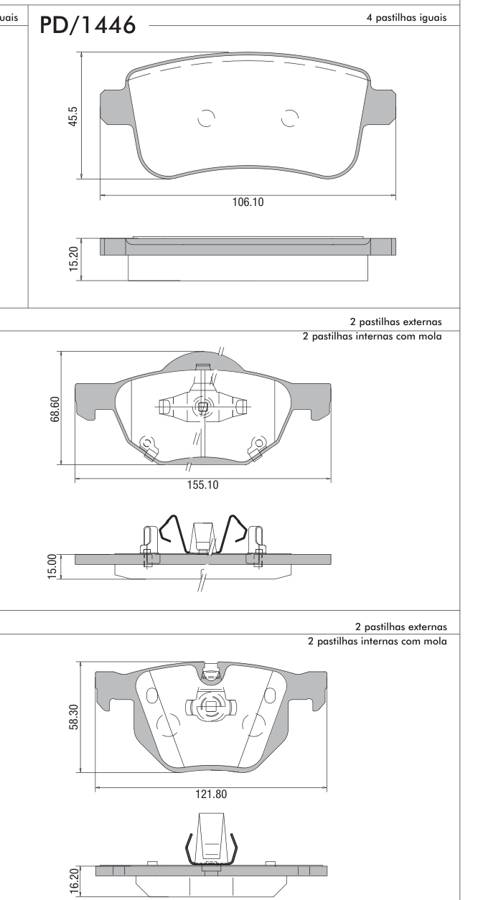 uais
PD/1446
4 pastilhas iguais
45.5
106.10
15.20
2 pastilhas externas
2 pastilhas internas com mola
68.60
155.10
15.00
2 pastilhas externas
2 pastilhas internas com mola
58.30
121.80
16.20